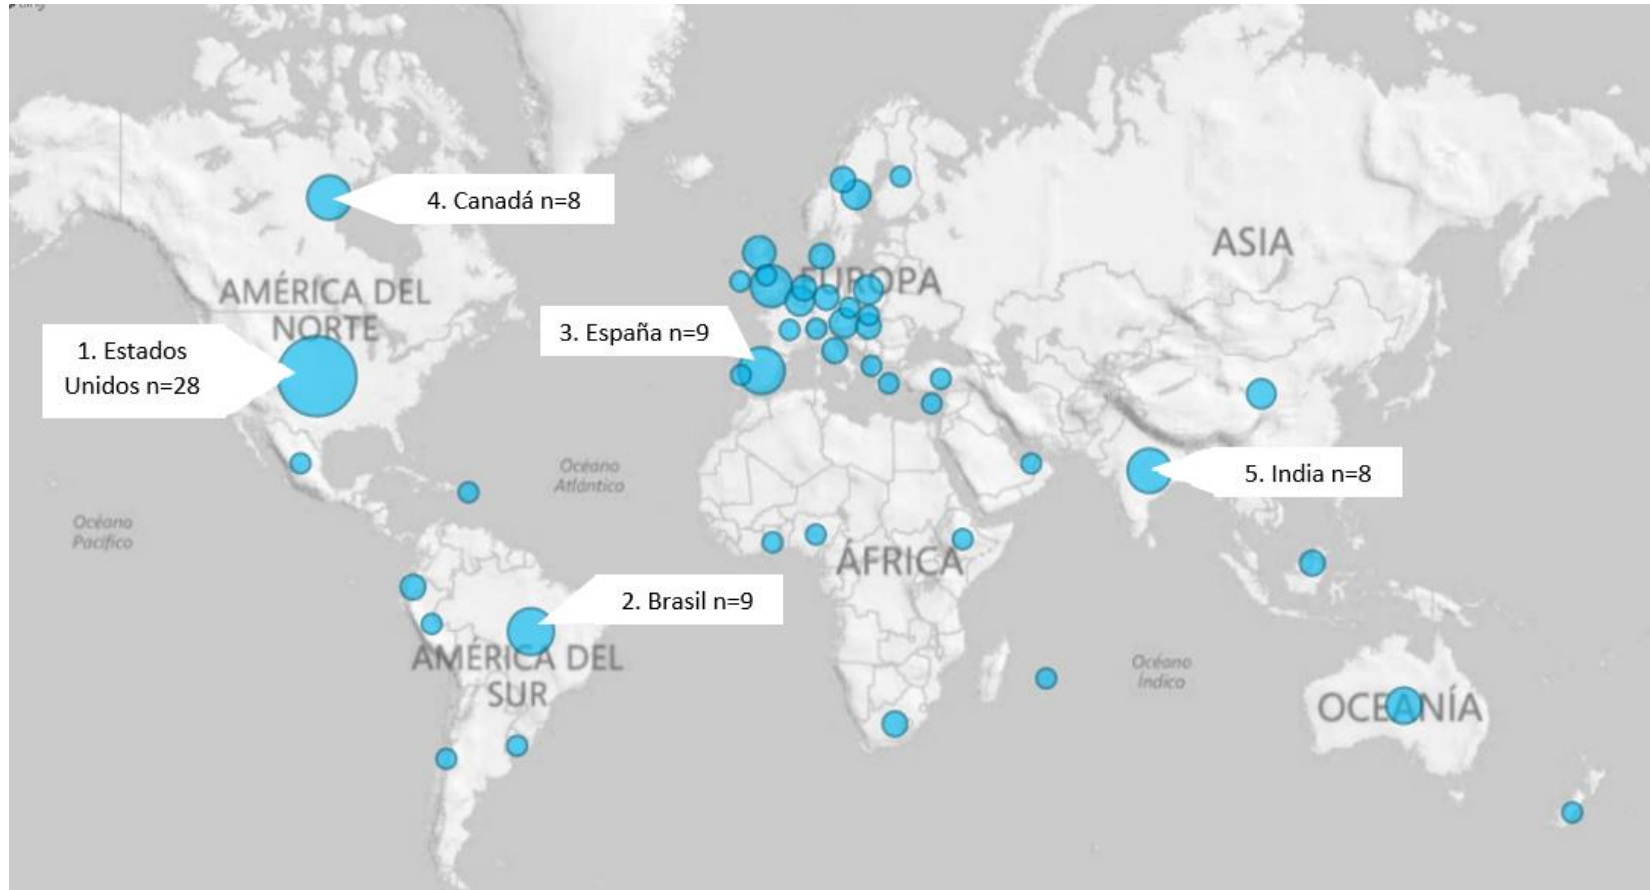 4. Canadá n=8
ASIA
AMÉRICA DEL
NORTE
EUROPA
3. España n=9
1. Estados
Unidos n=28
Océano
Atlántico
5. India n=8
Océano
Pacífico
ÁFRICA
2. Brasil n=9
AMÉRICA DEL
SUR
Océano
Índico
OCEANÍA